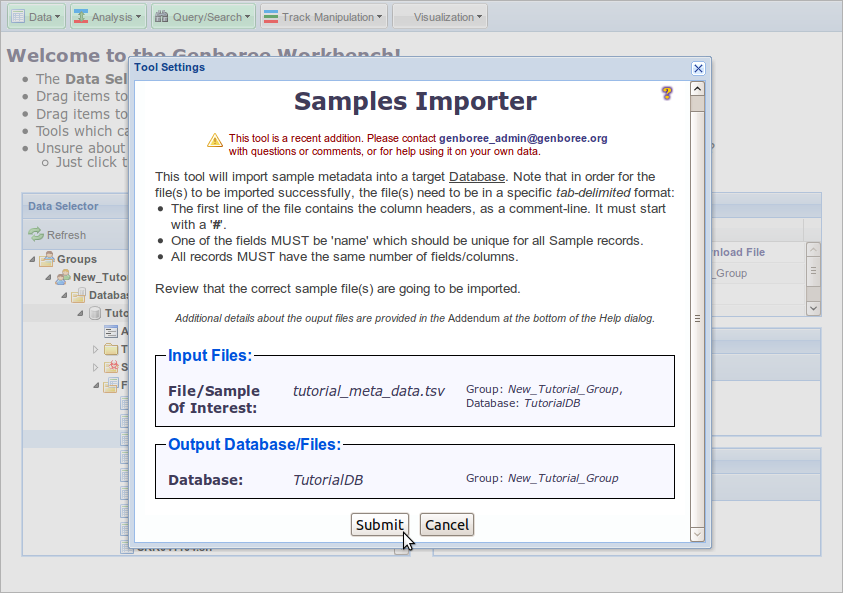 Data
Analysis
Query/Search
Track Manipulation
Visualization
Welcome to the Genboree Workbench!
The Data Sel
Drag items to
Drag items to
Tools which ca
Unsure about
Just click t
Data Selector
Refresh
Groups
New_Tuto
Databas
Tuto
A
T
S
F
nload File
_Group
Tool Settings
Samples Importer
This tool is a recent addition. Please contact genboree_admin@genboree.org
with questions or comments, or for help using it on your own data.
This tool will import sample metadata into a target Database. Note that in order for the
file(s) to be imported successfully, the file(s) need to be in a specific tab-delimited format:
The first line of the file contains the column headers, as a comment-line. It must start
with a '#'.
One of the fields MUST be 'name' which should be unique for all Sample records.
All records MUST have the same number of fields/columns.
Review that the correct sample file(s) are going to be imported.
Additional details about the ouput files are provided in the Addendum at the bottom of the Help dialog.
Input Files:
File/Sample
Of Interest:
tutorial_meta_data.tsv
Group: New_Tutorial_Group,
Database: TutorialDB
Output Database/Files:
Database:
TutorialDB
Group: New_Tutorial_Group
Submit
Cancel